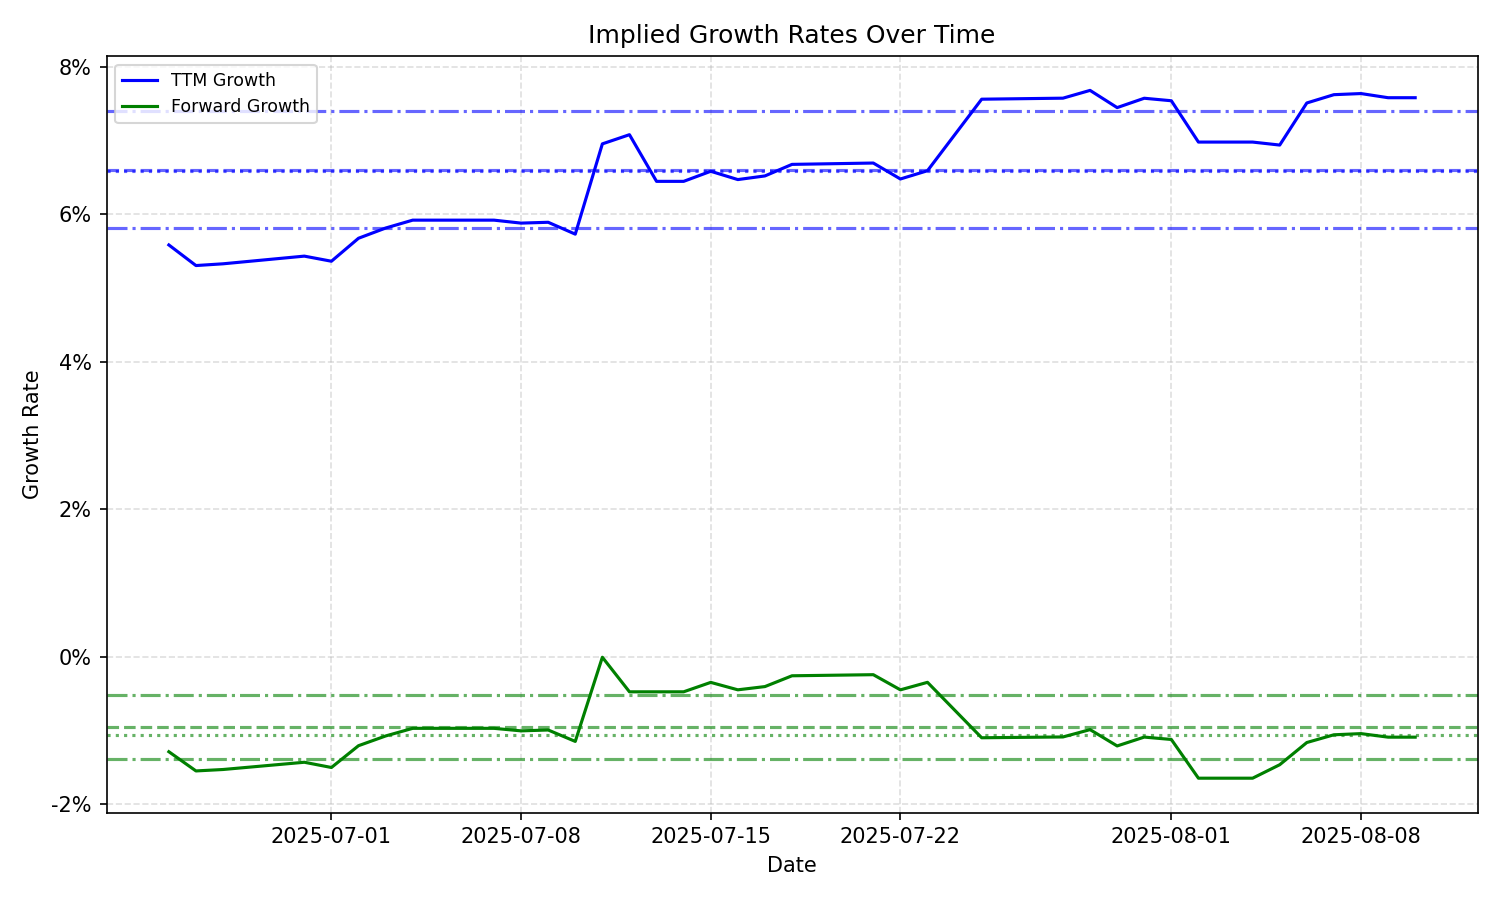 Implied Growth Rates Over Time
TTM Growth
Forward Growth
8%
6%
4%
2%
0%
-2%
Growth Rate
2025-07-01
2025-07-08
2025-07-15
2025-07-22
2025-08-01
2025-08-08
Date